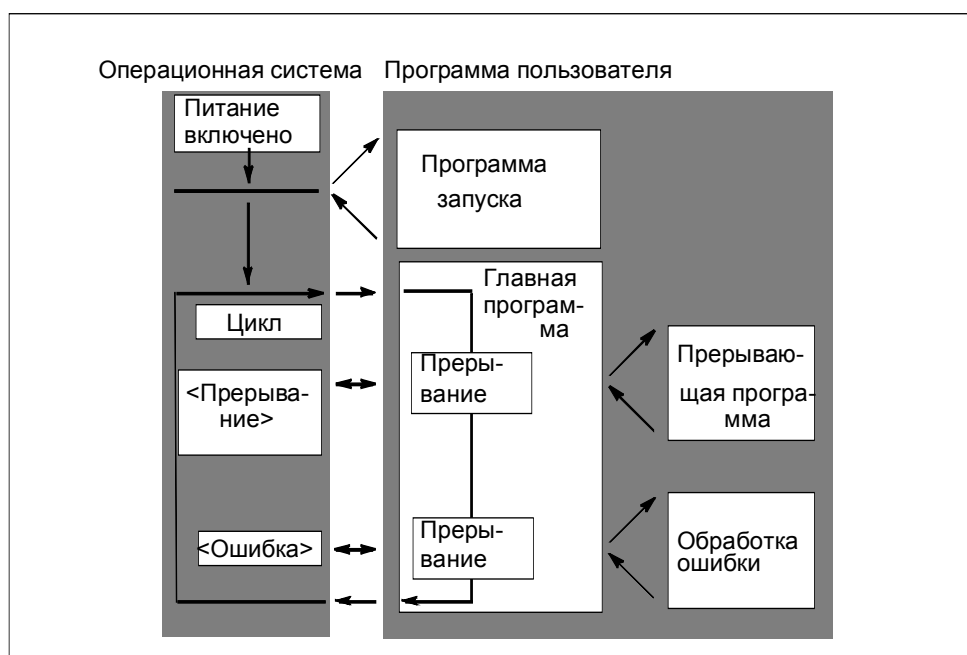 Операционная система
Программа пользователя
Питание
включено
Программа
запуска
Главная
програм-
ма
Цикл
Преры-
вание
Прерываю-
щая програ-
мма
<Прерыва-
ние>
<Ошибка>
Преры-
вание
Обработка
ошибки